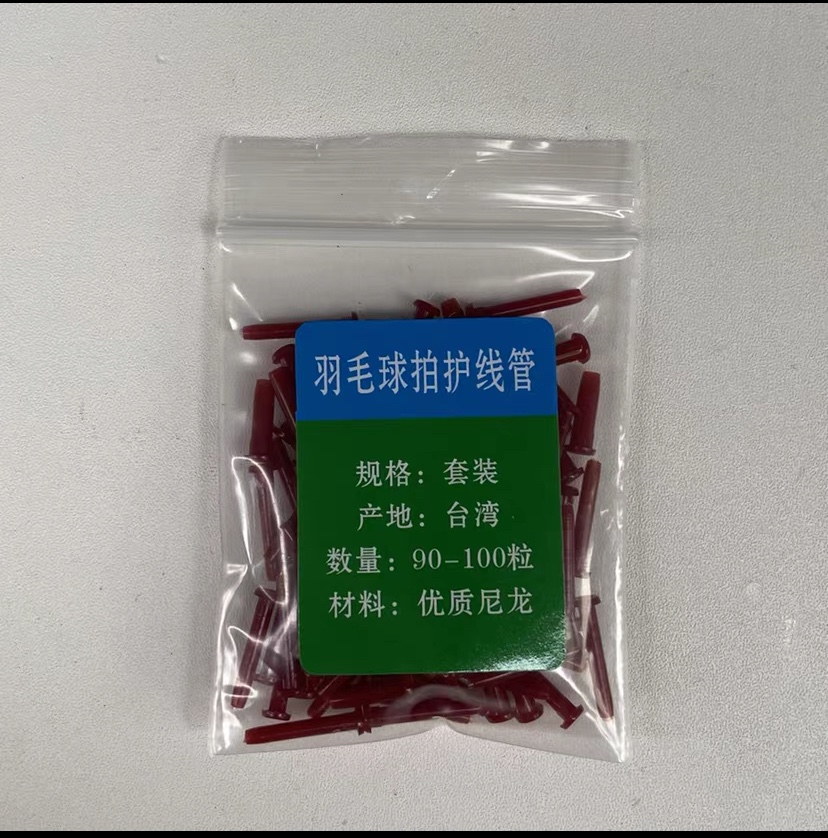 羽毛球拍护线管
规格：套装
产地：台湾
数量：90-100粒
材料：优质尼龙